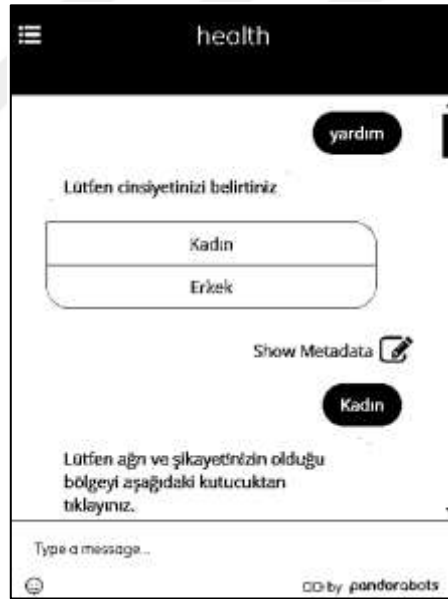 health
yardım
Lütfen cinsiyetinizi belirtiniz
Kadın
Erkek
Show Metadata
Kadın
Lütfen ağrı ve şikayetinizin olduğu
bölgeyi aşağıdaki kutucuktan
tıklayınız.
Type a message...
by pandorabots